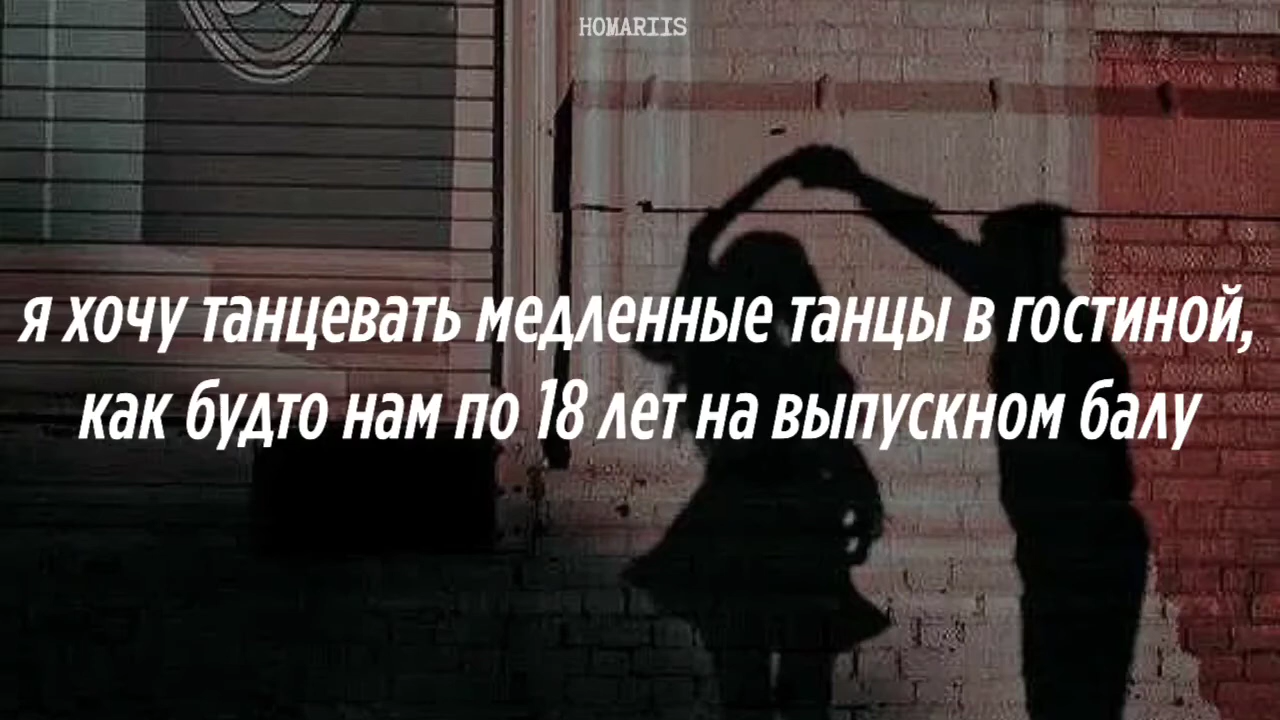 HOMARIIS
я хочу танцевать медленные танцы в гостиной,
как будто нам по 18 лет на выпускном балу